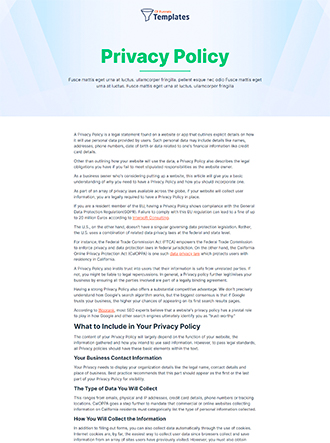 CF Funnels
Templates
Privacy Policy
Fusce mattis eget urna at luctus. ullamcorper fringilla. pellent esque nec odio Fusce mattis eget
urna at luctus. Fusce mattis eget urna at luctus. ullamcorper fringilla
A Privacy Policy is a legal statement found on a website or app that outlines explicit details on how
it will use personal data provided by users. Such personal data may include details like names,
addresses, phone numbers, date of birth or data related to one's financial information like credit
card details.
Other than outlining how your website will use the data, a Privacy Policy also describes the legal
obligations you have if you fail to meet stipulated responsibilities as the website owner.
As a business owner who's considering putting up a website, this article will give you a basic
understanding of why you need to have a Privacy Policy and how you should incorporate one.
As part of an array of privacy laws available across the globe, if your website will collect user
information, you are legally required to have a Privacy Policy in place.
If you are a resident member of the EU, having a Privacy Policy shows compliance with the General
Data Protection Regulation(GDPR). Failure to comply with this EU regulation can lead to a fine of up
to 20 million Euros according to Intersoft Consulting.
The U.S., on the other hand, doesn't have a singular governing data protection legislation. Rather,
the U.S. uses a combination of related data privacy laws at the federal and state level.
For instance, the Federal Trade Commission Act (FTCA) empowers the Federal Trade Commission
to enforce privacy and data protection laws in federal jurisdiction. On the other hand, the California
Online Privacy Protection Act (CalOPPA) is one such data privacy law which protects users with
residency in California.
A Privacy Policy also instills trust into users that their information is safe from unwanted parties. If
not, you might be liable to legal repercussions. In general, a Privacy policy further legitimises your
business by ensuring all the parties involved are part of a legally binding agreement.
Having a strong Privacy Policy also offers a substantial competitive advantage. We don't precisely
understand how Google's search algorithm works, but the biggest consensus is that if Google
trusts your business, the higher your chances of appearing on its first search results pages.
According to Blogpost, most SEO experts believe that a website's privacy policy has a pivotal role
to play in how Google and other search engines ultimately identify you as "trust worthy."
What to Include in Your Privacy Policy
The content of your Privacy Policy will largely depend on the function of your website, the
information gathered and how you intend to use said information. However, to pass legal standards,
all Privacy policies should have these basic elements within the text:
Your Business Contact Information
Your Privacy needs to display your organization details like the legal name, contact details and
place of business. Best practice recommends that this part should appear as the first or the last
part of your Privacy Policy for visibility.
The Type of Data You Will Collect
This ranges from emails, physical and IP addresses, credit card details, phone numbers or tracking
locations. CalOPPA goes a step further to mandate that commercial or online websites collecting
information on California residents must categorically list the type of personal information collected.
How You Will Collect the Information
In addition to filling out forms, you can also collect data automatically through the use of cookies.
Internet cookies are, by far, the easiest way to collect user data since browsers collect and save
information from an array of sites users have previously visited. However, you must also obtain